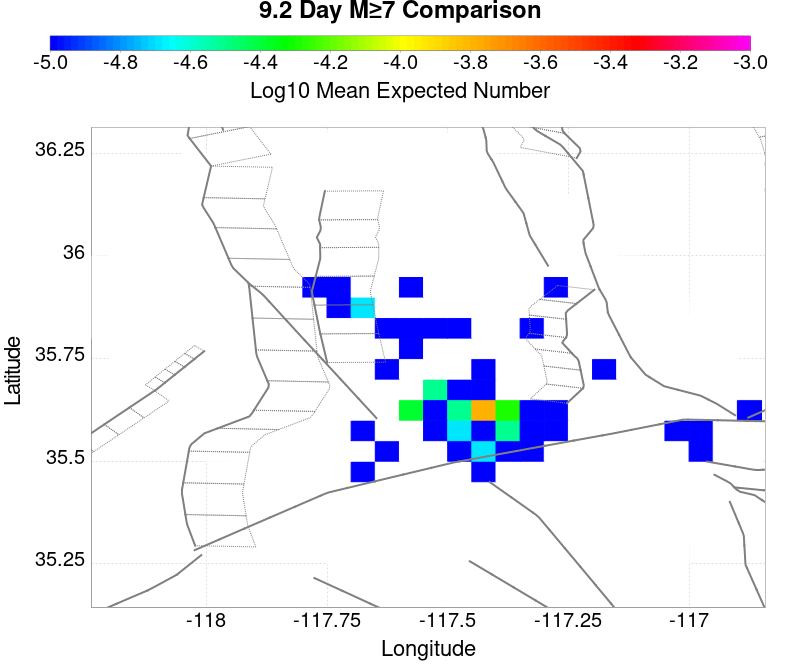 9.2 Day M≥7 Comparison
-5.0 -4.8 -4.6 -4.4 -4.2 -4.0 -3.8 -3.6 -3.4 -3.2 -3.0
Log10 Mean Expected Number
36.25
36
35.75
35.5
35.25
Latitude
-118 -117.75 -117.5 -117.25 -117
Longitude